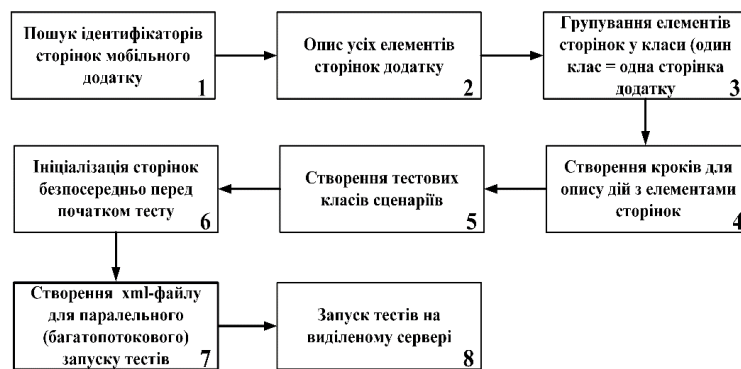 Пошук ідентифікаторів
сторінок мобільного
додатку
1
Опис усіх елементів
сторінок додатку
2
Групування елементів
сторінок у класи (один
клас = одна сторінка
додатку
3
Створення кроків для
опису дій з елементами
сторінок
4
Створення тестових
класів сценаріїв
5
Ініціалізація сторінок
безпосередньо перед
початком тесту
6
Створення xml-файлу
для паралельного
(багатопотокового)
запуску тестів
7
Запуск тестів на
виділеному сервері
8